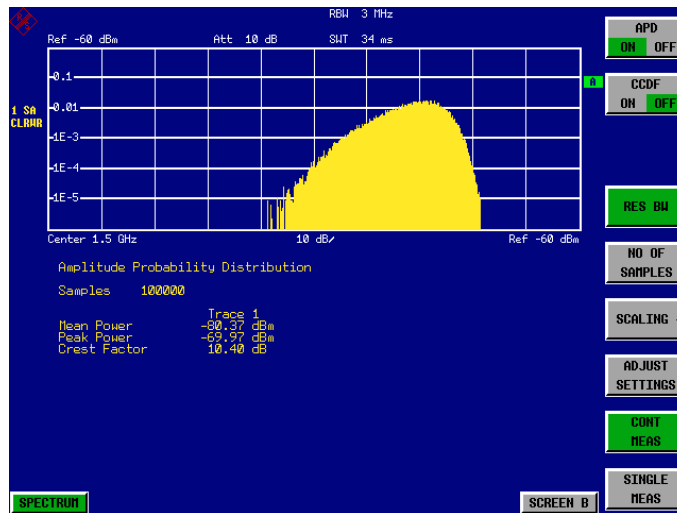 RBW 3 MHz
Ref -60 dBm Att 10 dB SWT 34 ms
0.1
A
1 SA
CLRWR
0.01
1E-3
1E-4
1E-5
Center 1.5 GHz 10 dB/ Ref -60 dBm
Amplitude Probability Distribution
Samples 100000
Trace 1
Mean Power -80.37 dBm
Peak Power -69.97 dBm
Crest Factor 10.40 dB
SPECTRUM
SCREEN B
APD
ON OFF
CCDF
ON OFF
RES BW
NO OF
SAMPLES
SCALING
ADJUST
SETTINGS
CONT
MEAS
SINGLE
MEAS